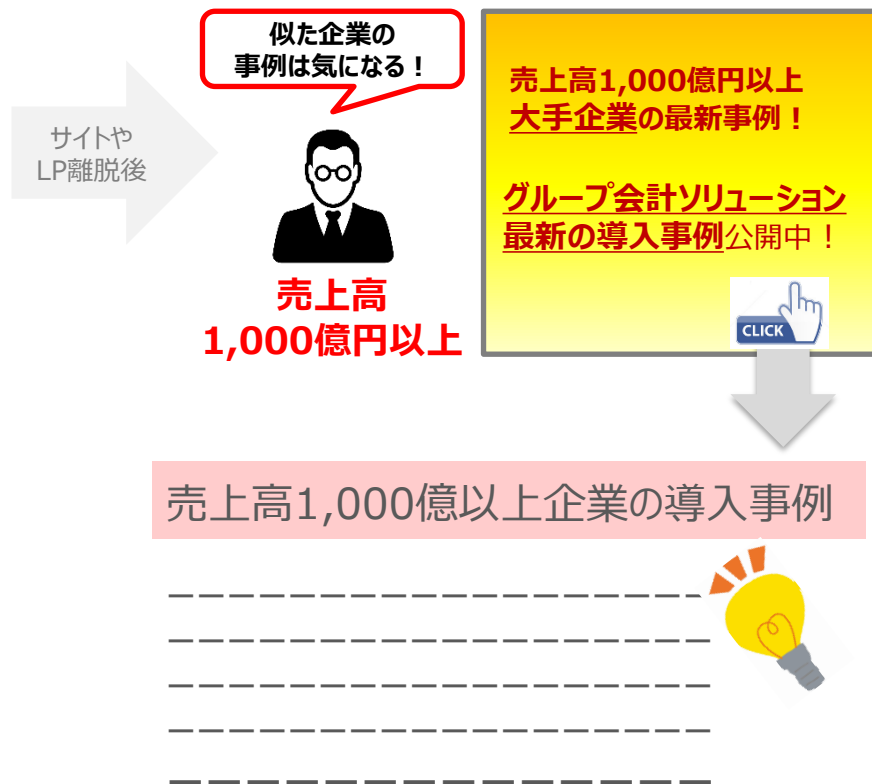 似た企業の
事例は気になる！
サイトや
LP離脱後
売上高
1,000億円以上
売上高1,000億円以上
大手企業の最新事例！
グループ会計ソリューション
最新の導入事例公開中！
CLICK
売上高1,000億以上企業の導入事例